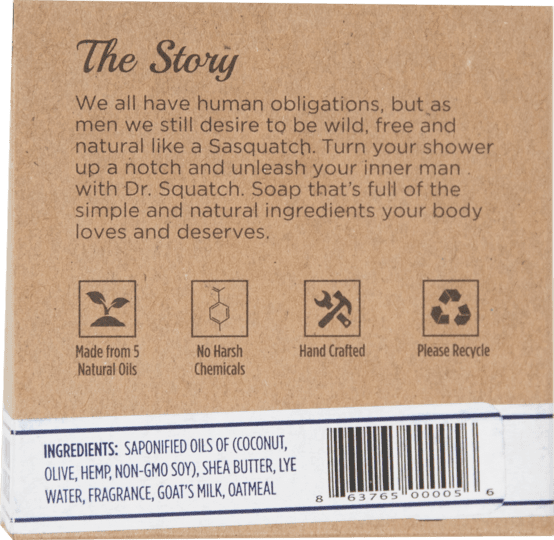 The Story
We all have human obligations, but as
men we still desire to be wild, free and
natural like a Sasquatch. Turn your shower
up a notch and unleash your inner man
with Dr. Squatch. Soap that's full of the
simple and natural ingredients your body
loves and deserves.
Made from 5
Natural Oils
No Harsh
Chemicals
Hand Crafted
Please Recycle
INGREDIENTS: SAPONIFIED OILS OF (COCONUT,
OLIVE, HEMP, NON-GMO SOY), SHEA BUTTER, LYE
WATER, FRAGRANCE, GOAT'S MILK, OATMEAL
8 63765 00005 6